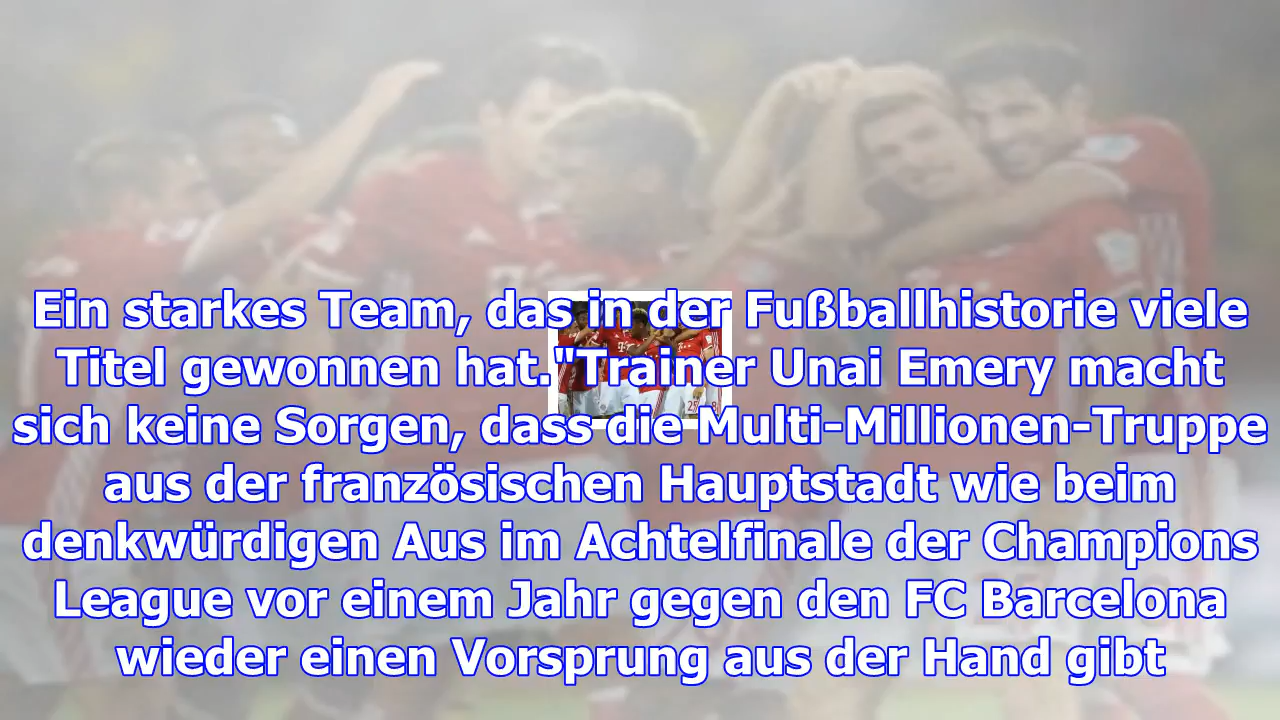 Ein starkes Team, das in der Fußballhistorie viele
Titel gewonnen hat."Trainer Unai Emery macht
sich keine Sorgen, dass die Multi-Millionen-Truppe
aus der französischen Hauptstadt wie beim
denkwürdigen Aus im Achtelfinale der Champions
League vor einem Jahr gegen den FC Barcelona
wieder einen Vorsprung aus der Hand gibt